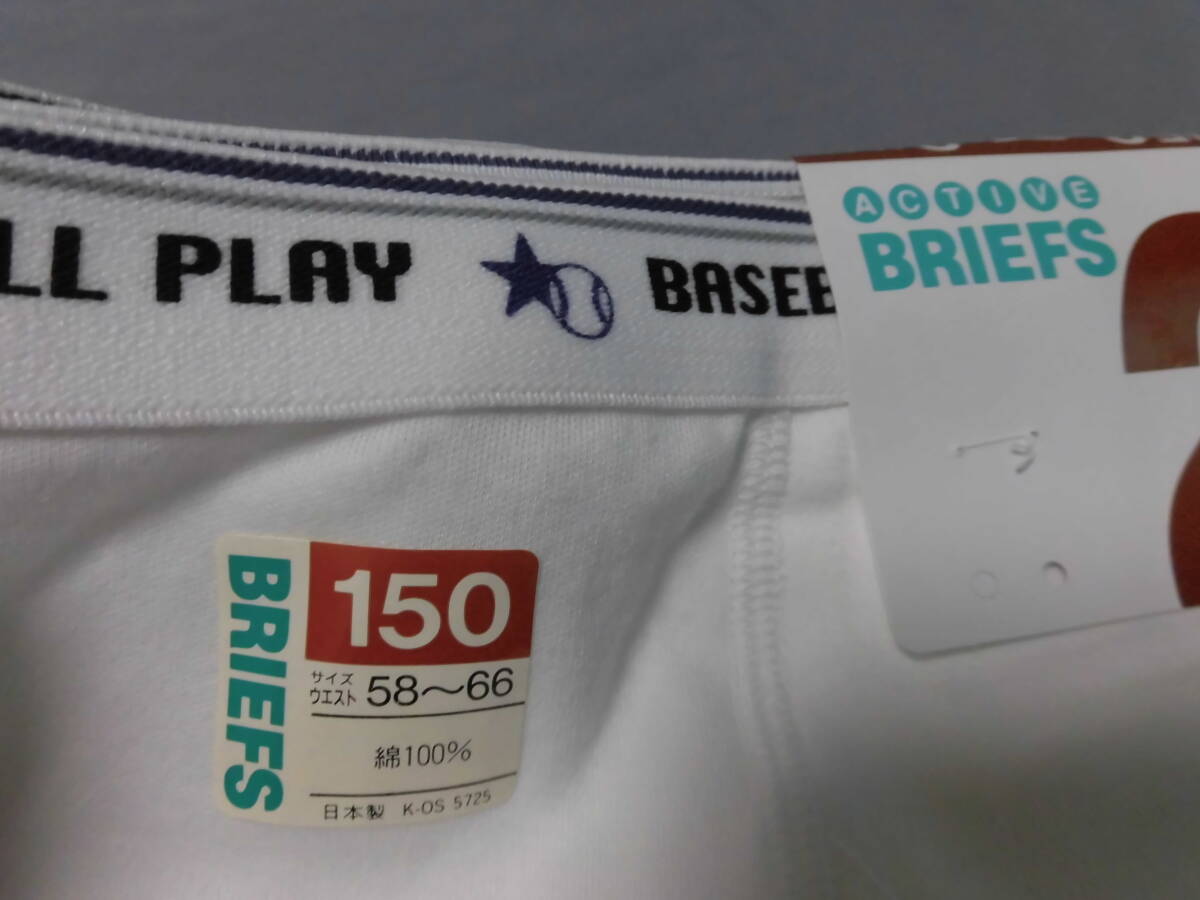 LL PLAY BASEB
ACTIVE
BRIEFS
BRIEFS
150
サイズ
ウエスト 58〜66
綿100%
日本製 K-OS 5725